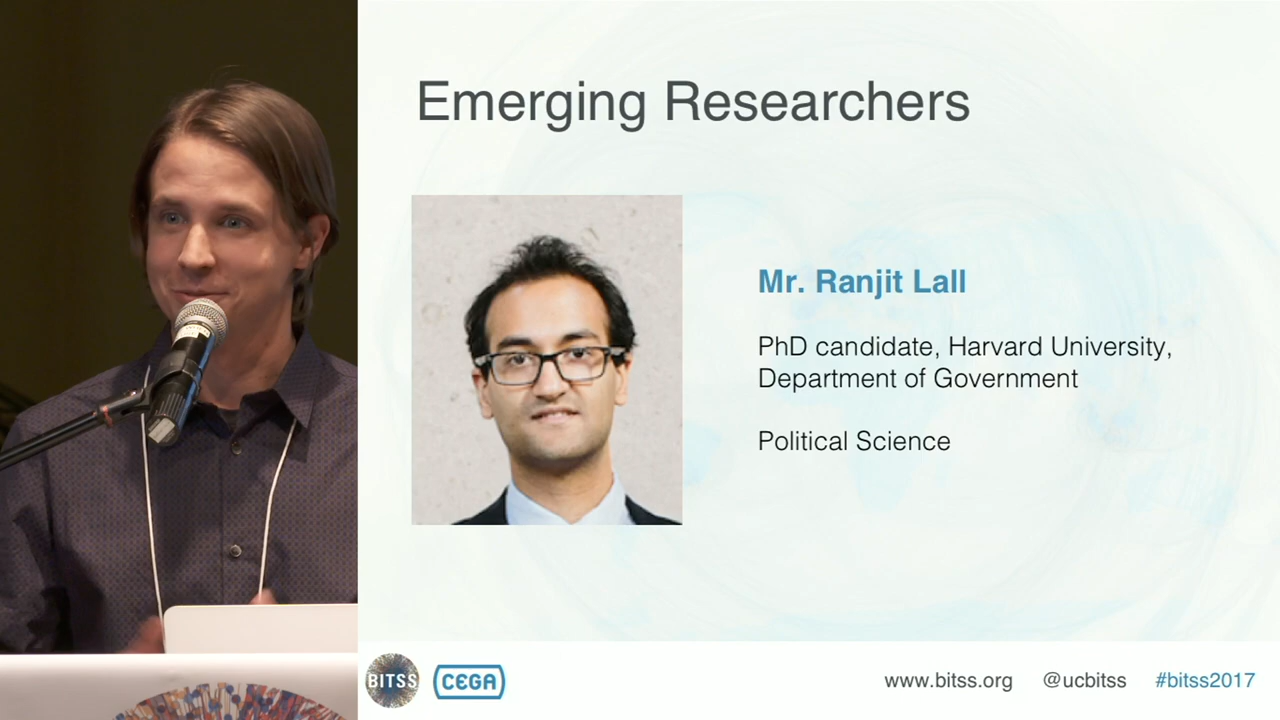 Emerging Researchers
Mr. Ranjit Lall
PhD candidate, Harvard University,
Department of Government
Political Science
BITSS
CEGA
www.bitss.org
@ucbitss
#bitss2017